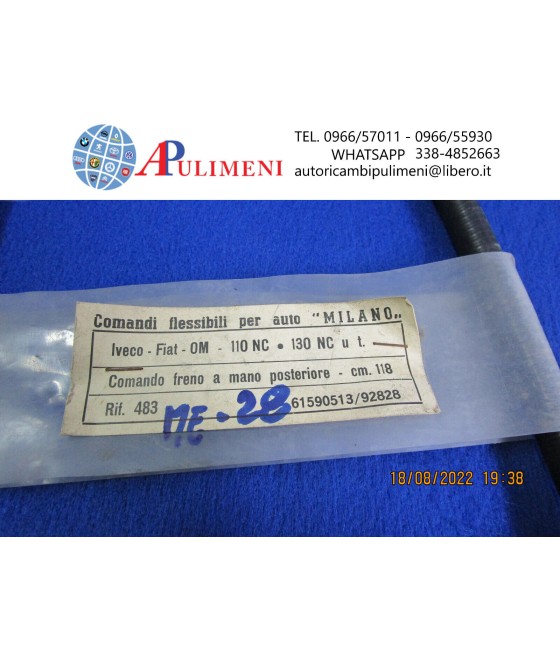 TEL. 0966/57011 - 0966/55930
WHATSAPP 338-4852663
autoricambipulimeni@libero.it
APULIMENI
Comandi flessibili per auto "MILANO„
Iveco - Fiat - OM - 110 NC • 130 NC u t.
Comando freno a mano posteriore - cm. 118
Rif. 483 ME-28 61590513/92828
18/08/2022 19:38